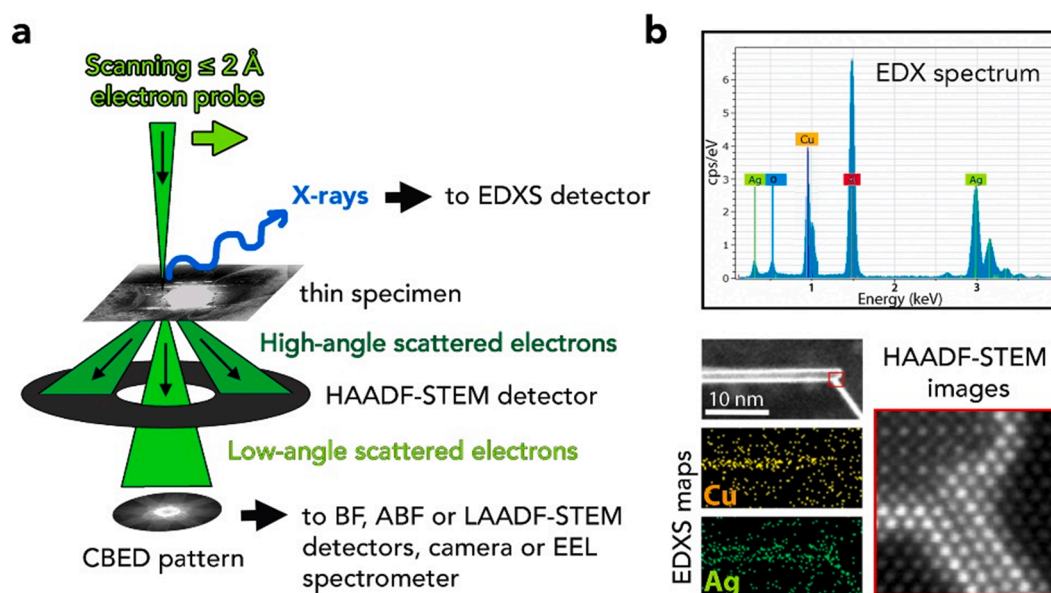 a
Scanning ≤ 2 Å
electron probe
X-rays
to EDXS detector
thin specimen
High-angle scattered electrons
HAADF-STEM detector
Low-angle scattered electrons
CBED pattern
to BF, ABF or LAADF-STEM
detectors, camera or EEL
spectrometer
b
EDX spectrum
cps/eV
6
5
4
3
2
1
0
Ag
O
Cu
Ag
1
3
Energy (keV)
10 nm
HAADF-STEM
images
EDXS maps
Cu
Ag